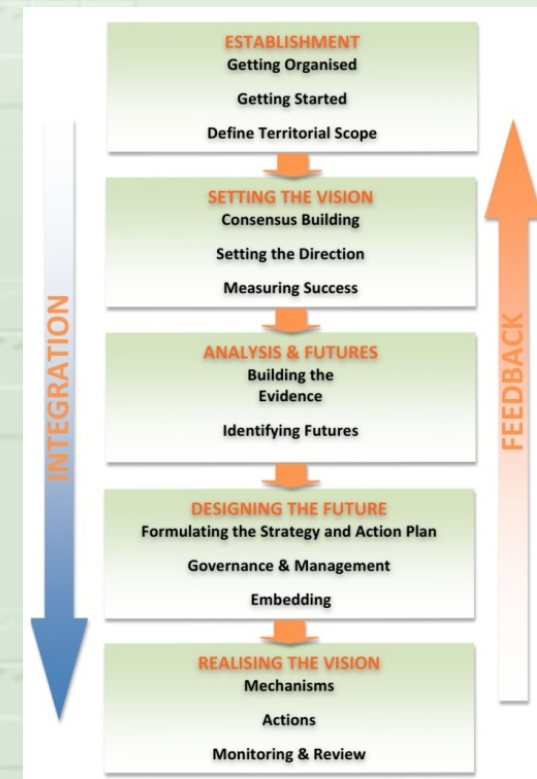 ESTABLISHMENT
Getting Organised
Getting Started
Define Territorial Scope
SETTING THE VISION
Consensus Building
Setting the Direction
Measuring Success
ANALYSIS & FUTURES
Building the
Evidence
Identifying Futures
DESIGNING THE FUTURE
Formulating the Strategy and Action Plan
Governance & Management
Embedding
REALISING THE VISION
Mechanisms
Actions
Monitoring & Review
INTEGRATION
FEEDBACK